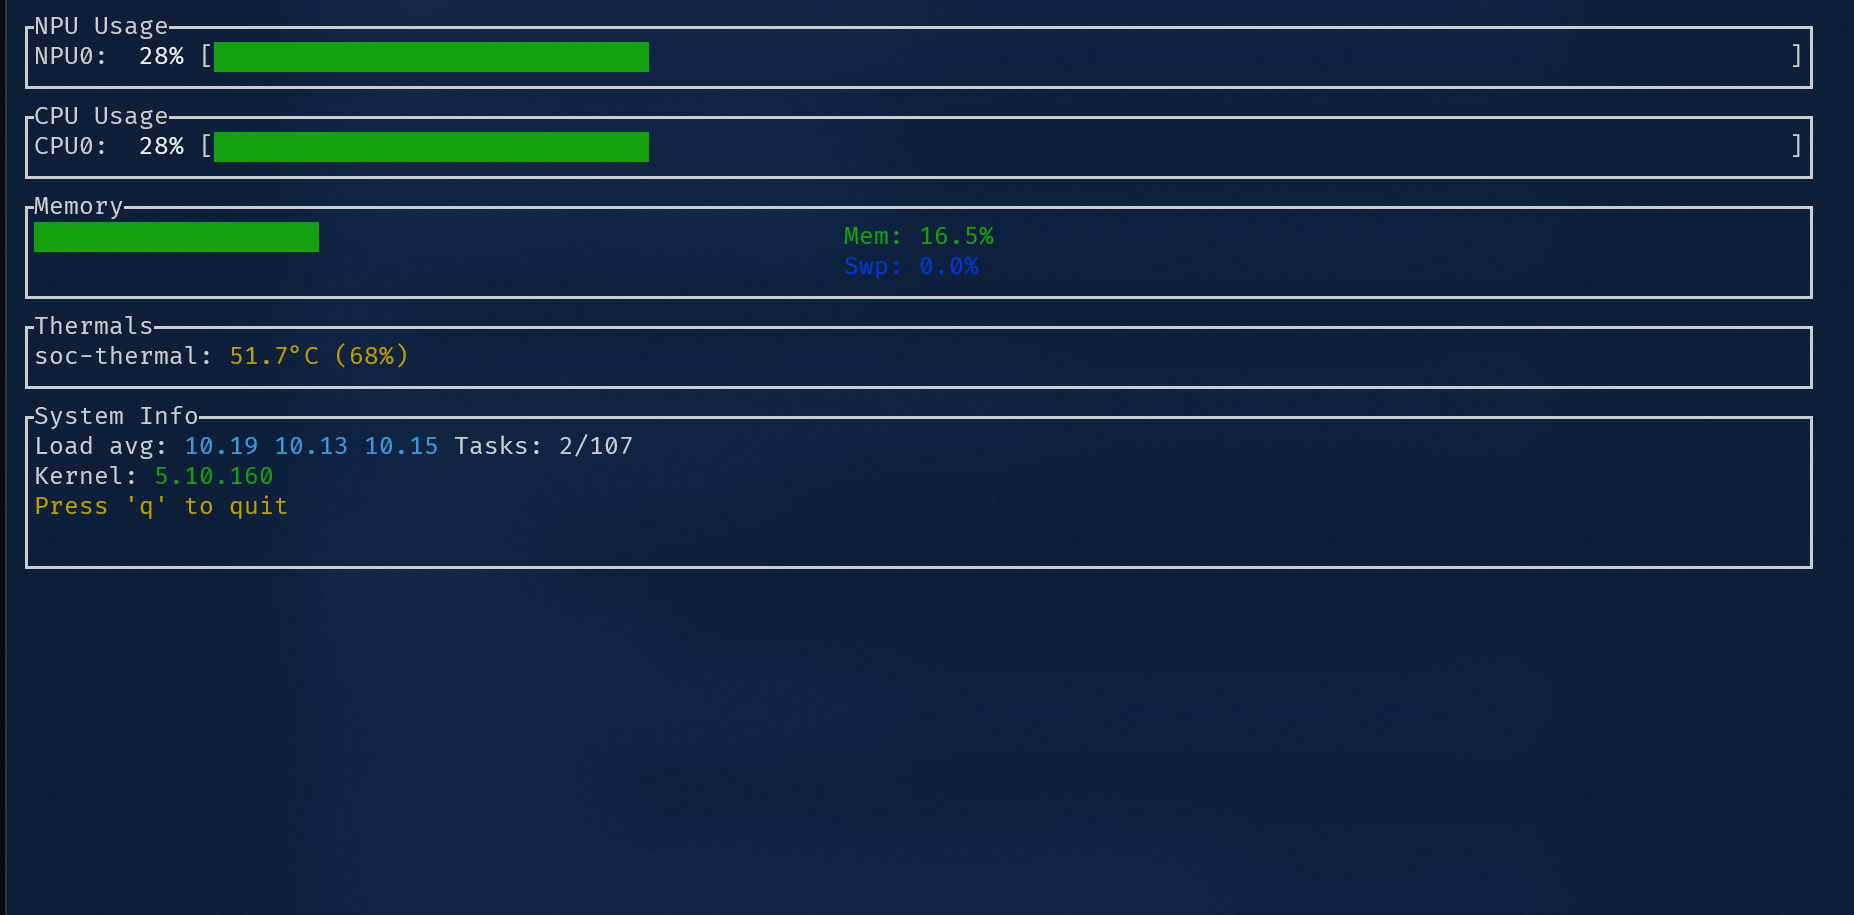 NPU Usage
NPU0: 28% [ ]
CPU Usage
CPU0: 28% [ ]
Memory
Mem: 16.5%
Swp: 0.0%
Thermals
soc-thermal: 51.7°C (68%)
System Info
Load avg: 10.19 10.13 10.15 Tasks: 2/107
Kernel: 5.10.160
Press 'q' to quit